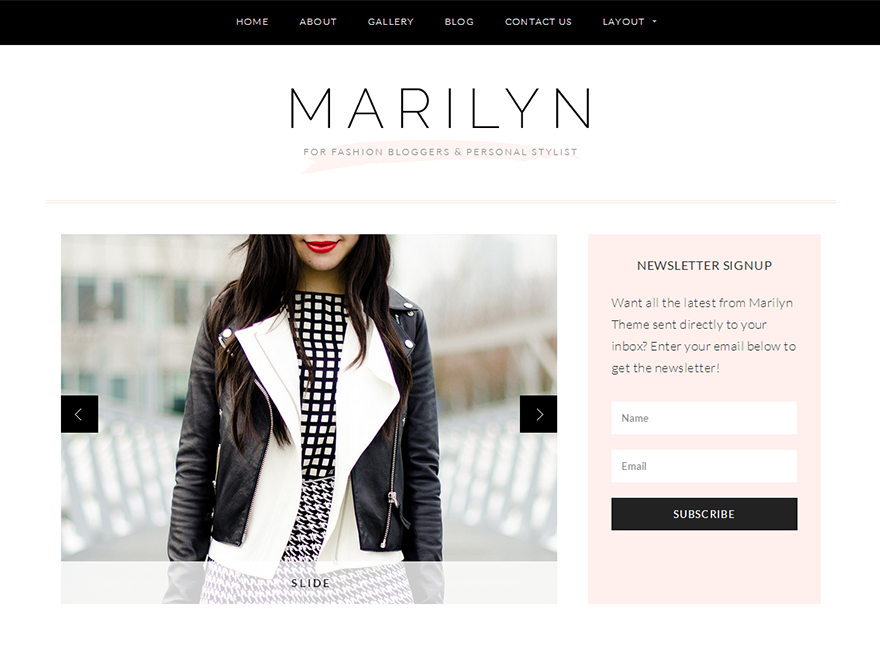 HOME ABOUT GALLERY BLOG CONTACT US LAYOUT
MARILYN
FOR FASHION BLOGGERS & PERSONAL STYLIST
SLIDE
NEWSLETTER SIGNUP
Want all the latest from Marilyn
Theme sent directly to your
inbox? Enter your email below to
get the newsletter!
Name
Email
SUBSCRIBE